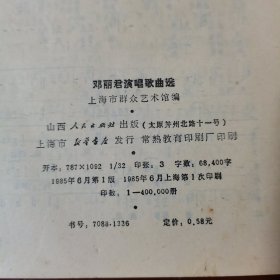 邓丽君演唱歌曲选
上海市群众艺术馆编
山西人民出版社出版（太原并州北路十一号）
上海市新华书店发行 常熟教育印刷厂印刷
开本：787×1092 1/32 印张：3 字数：68,400字
1985年6月第1版 1985年6月上海第1次印刷
印数：1—400,000册
书号：7088·1336 定价：0.58元